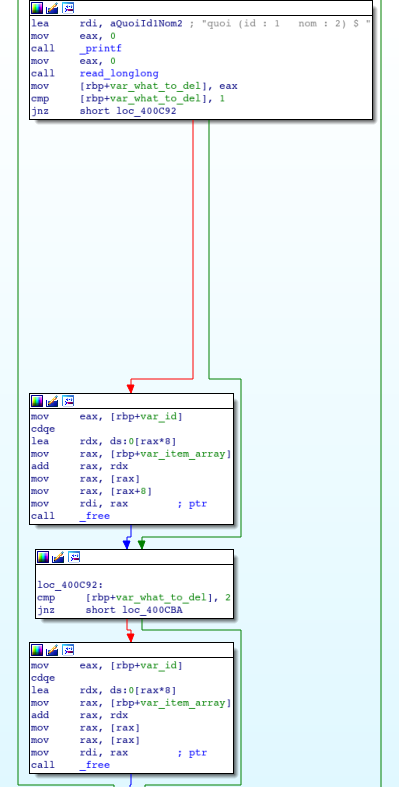 lea rdi, aQuoiId1Nom2 ; "quoi (id : 1 nom : 2) $ "
mov eax, 0
call _printf
mov eax, 0
call read_longlong
mov [rbp+var_what_to_del], eax
cmp [rbp+var_what_to_del], 1
jnz short loc_400C92
mov eax, [rbp+var_id]
cdqe
lea rdx, ds:0[rax*8]
mov rax, [rbp+var_item_array]
add rax, rdx
mov rax, [rax]
mov rax, [rax+8]
mov rdi, rax ; ptr
call _free
loc_400C92:
cmp [rbp+var_what_to_del], 2
jnz short loc_400CBA
mov eax, [rbp+var_id]
cdqe
lea rdx, ds:0[rax*8]
mov rax, [rbp+var_item_array]
add rax, rdx
mov rax, [rax]
mov rax, [rax]
mov rdi, rax ; ptr
call _free